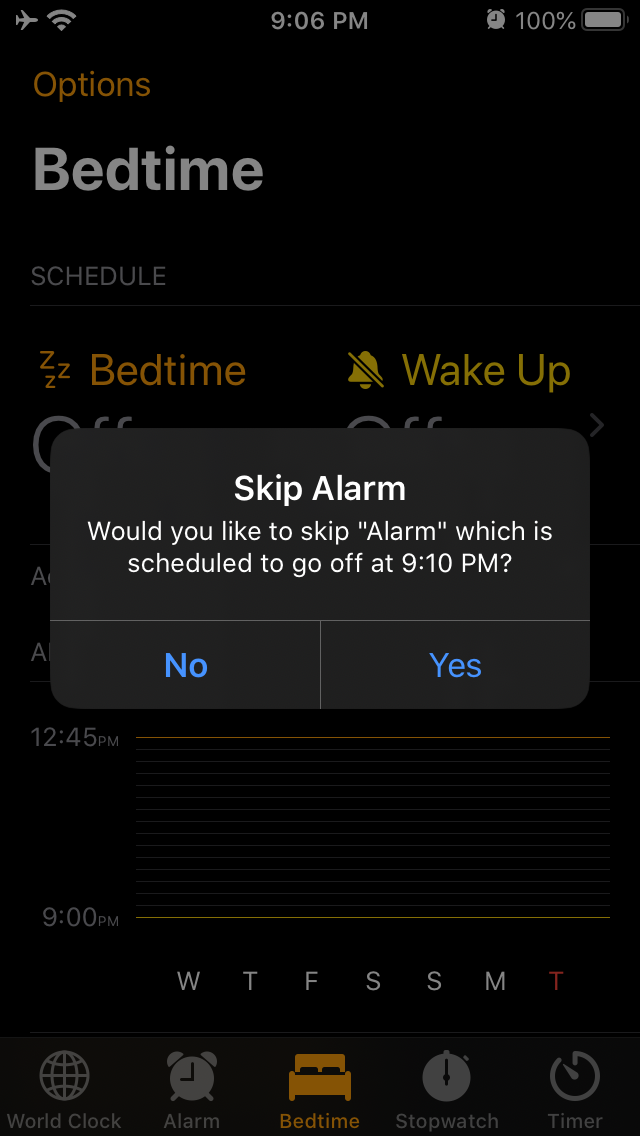 9:06 PM 100%
Options
Bedtime
SCHEDULE
z z z Bedtime Wake Up
Skip Alarm
Would you like to skip "Alarm" which is
scheduled to go off at 9:10 PM?
No Yes
12:45PM
9:00PM
W T F S S M T
World Clock Alarm Bedtime Stopwatch Timer